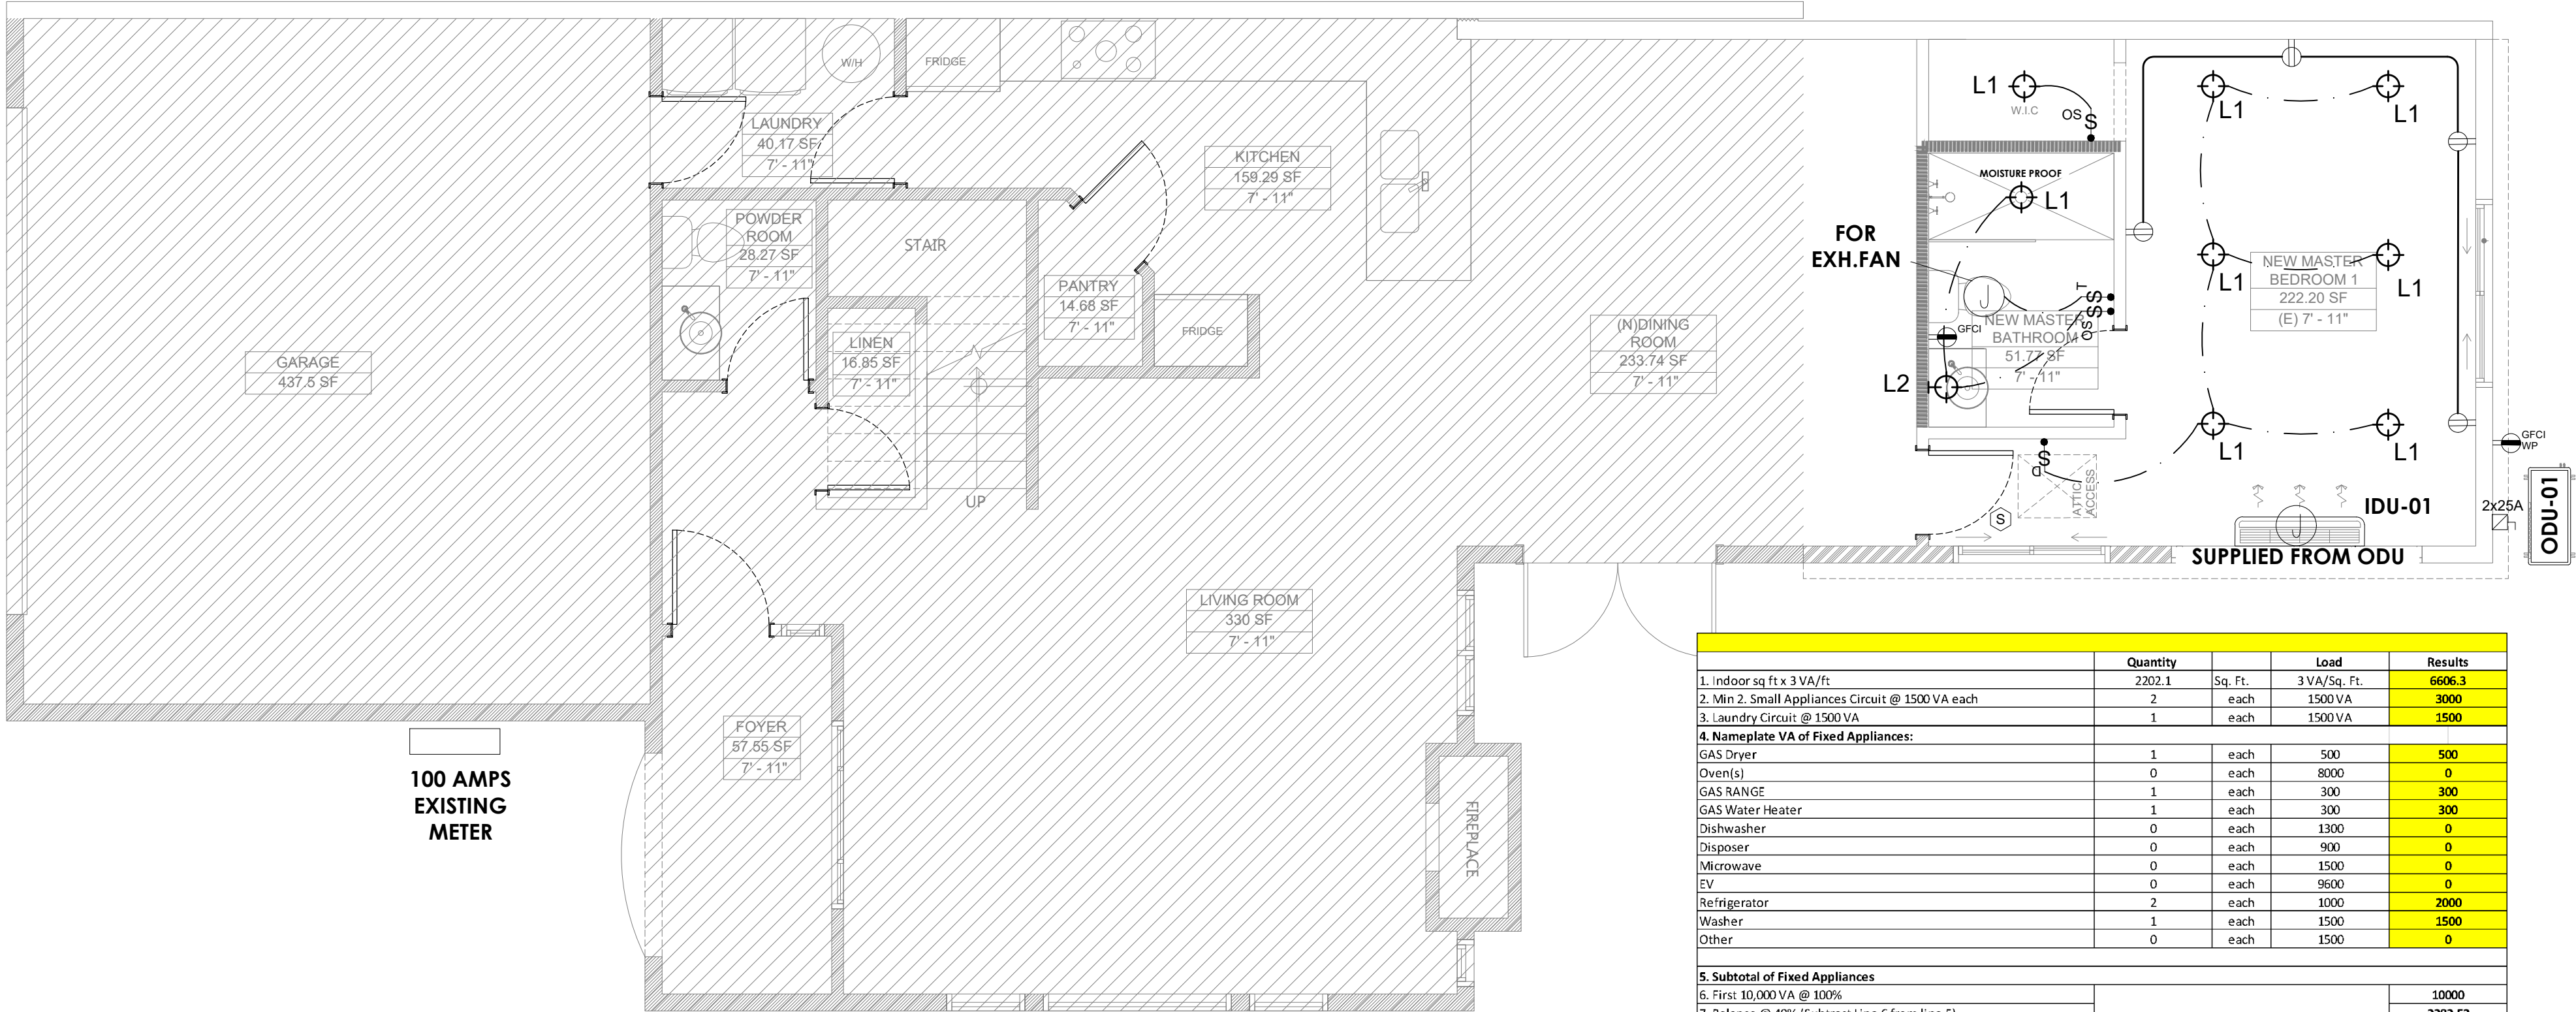 W/H
FRIDGE
LAUNDRY
40.17 SF
7' - 11"
KITCHEN
159.29 SF
7' - 11"
POWDER
ROOM
28.27 SF
7' - 11"
STAIR
PANTRY
14.68 SF
7' - 11"
FRIDGE
LINEN
16.85 SF
7' - 11"
UP
GARAGE
437.5 SF
(N)DINING
ROOM
233.74 SF
7' - 11"
LIVING ROOM
330 SF
7' - 11"
FOYER
57.55 SF
7' - 11"
FIREPLACE
100 AMPS
EXISTING
METER
L1
W.I.C
OS
S
MOISTURE PROOF
L1
FOR
EXH.FAN
J
T
S
S
OS
GFCI
NEW MASTER
BATHROOM
51.77 SF
7' - 11"
L2
S
D
ATTIC
ACCESS
S
L1
L1
L1
L1
L1
L1
NEW MASTER
BEDROOM 1
222.20 SF
(E) 7' - 11"
GFCI
WP
2x25A
ODU-01
IDU-01
J
SUPPLIED FROM ODU
Quantity Load Results
1. Indoor sq ft x 3 VA/ft 2202.1 Sq. Ft. 3 VA/Sq. Ft. 6606.3
2. Min 2. Small Appliances Circuit @ 1500 VA each 2 each 1500 VA 3000
3. Laundry Circuit @ 1500 VA 1 each 1500 VA 1500
4. Nameplate VA of Fixed Appliances:
GAS Dryer 1 each 500 500
Oven(s) 0 each 8000 0
GAS RANGE 1 each 300 300
GAS Water Heater 1 each 300 300
Dishwasher 0 each 1300 0
Disposer 0 each 900 0
Microwave 0 each 1500 0
EV 0 each 9600 0
Refrigerator 2 each 1000 2000
Washer 1 each 1500 1500
Other 0 each 1500 0
5. Subtotal of Fixed Appliances
6. First 10,000 VA @ 100% 10000